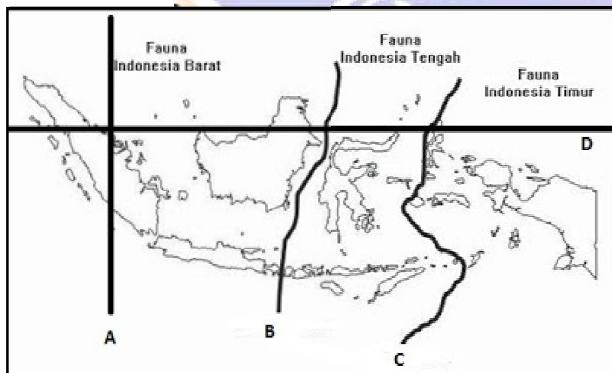 Fauna
Indonesia Barat
Fauna
Indonesia Tengah
Fauna
Indonesia Timur
D
A
B
C